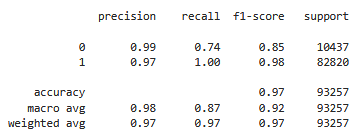 precision recall f1-score support
0 0.99 0.74 0.85 10437
1 0.97 1.00 0.98 82820
accuracy 0.97 93257
macro avg 0.98 0.87 0.92 93257
weighted avg 0.97 0.97 0.97 93257